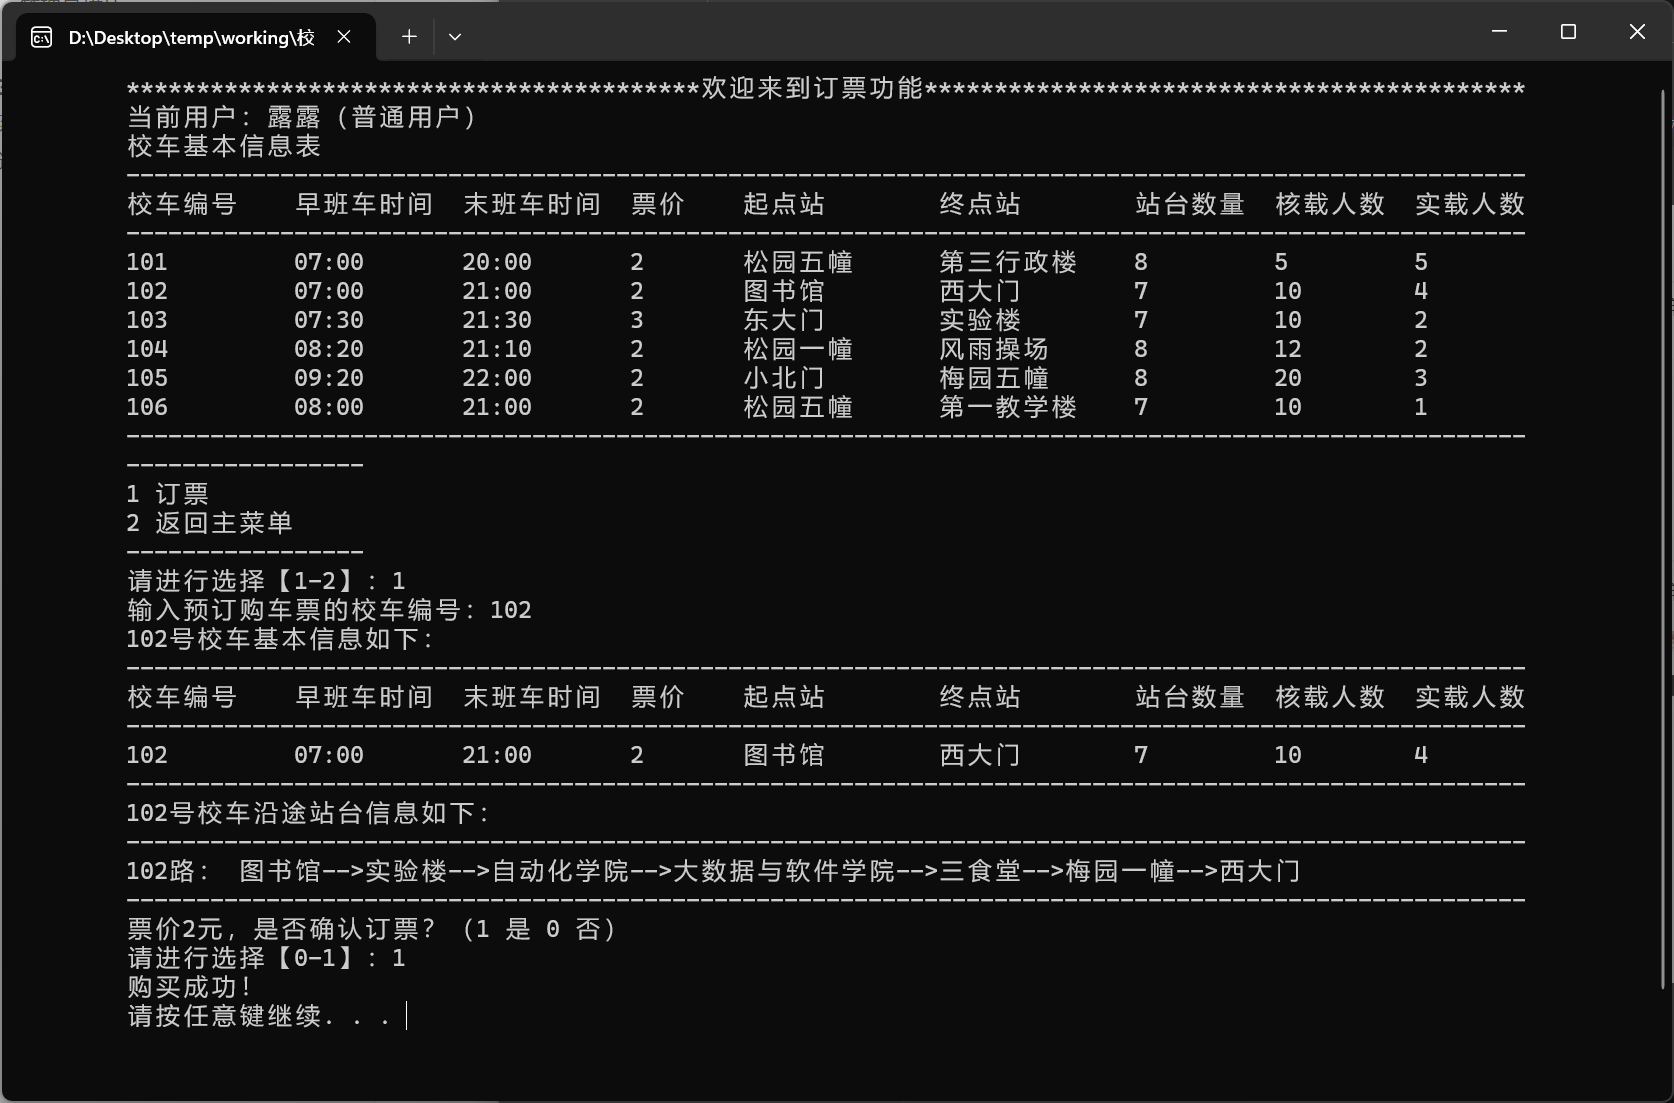 D:\Desktop\temp\working\校
****************************************欢迎来到订票功能******************************************
当前用户：露露（普通用户）
校车基本信息表
----------------------------------------------------------------------------------------------------
校车编号 早班车时间 末班车时间 票价 起点站 终点站 站台数量 核载人数 实载人数
----------------------------------------------------------------------------------------------------
101 07:00 20:00 2 松园五幢 第三行政楼 8 5 5
102 07:00 21:00 2 图书馆 西大门 7 10 4
103 07:30 21:30 3 东大门 实验楼 7 10 2
104 08:20 21:10 2 松园一幢 风雨操场 8 12 2
105 09:20 22:00 2 小北门 梅园五幢 8 20 3
106 08:00 21:00 2 松园五幢 第一教学楼 7 10 1
----------------------------------------------------------------------------------------------------
-----------------
1 订票
2 返回主菜单
-----------------
请进行选择【1-2】：1
输入预订购车票的校车编号：102
102号校车基本信息如下：
----------------------------------------------------------------------------------------------------
校车编号 早班车时间 末班车时间 票价 起点站 终点站 站台数量 核载人数 实载人数
----------------------------------------------------------------------------------------------------
102 07:00 21:00 2 图书馆 西大门 7 10 4
----------------------------------------------------------------------------------------------------
102号校车沿途站台信息如下：
----------------------------------------------------------------------------------------------------
102路： 图书馆-->实验楼-->自动化学院-->大数据与软件学院-->三食堂-->梅园一幢-->西大门
----------------------------------------------------------------------------------------------------
票价2元，是否确认订票？（1 是 0 否）
请进行选择【0-1】：1
购买成功！
请按任意键继续. . .